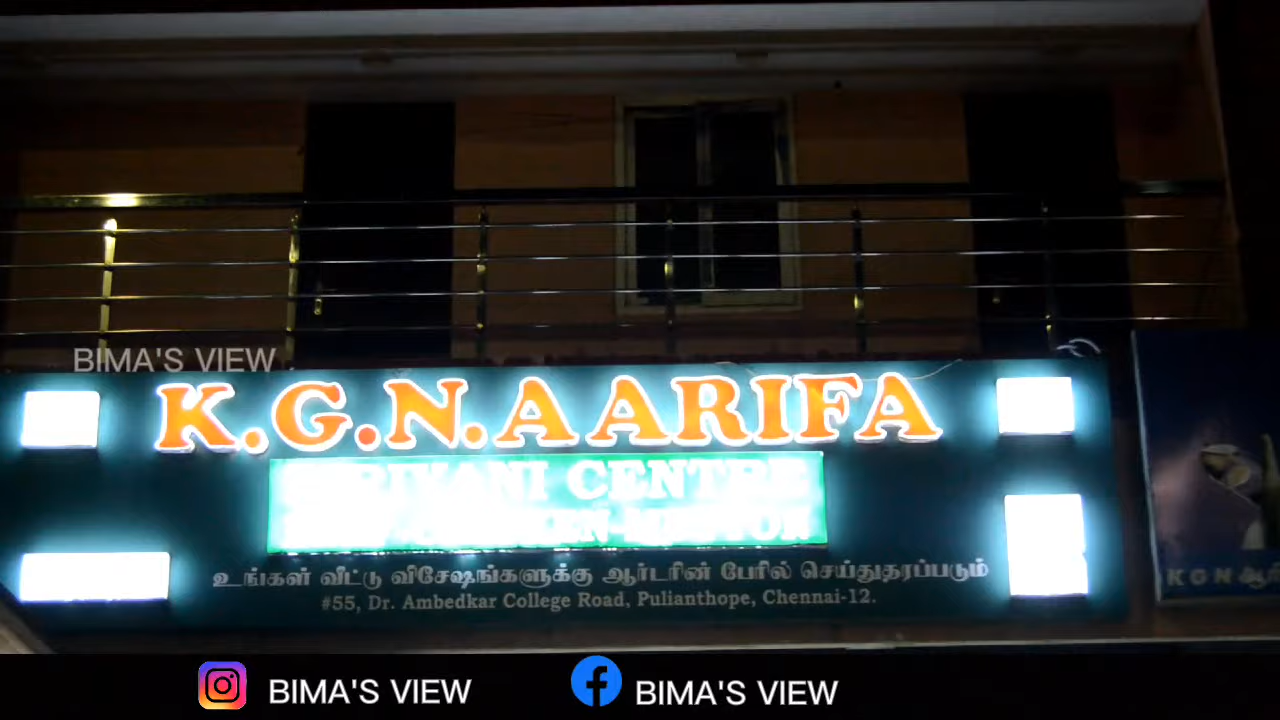 BIMA'S VIEW
K.G.N.AARIFA
BIRIYANI CENTRE
உங்கள் வீட்டு விசேஷங்களுக்கு ஆர்டரின் பேரில் செய்துதரப்படும்
#55, Dr. Ambedkar College Road, Pulianthope, Chennai-12.
K G N
BIMA'S VIEW
BIMA'S VIEW